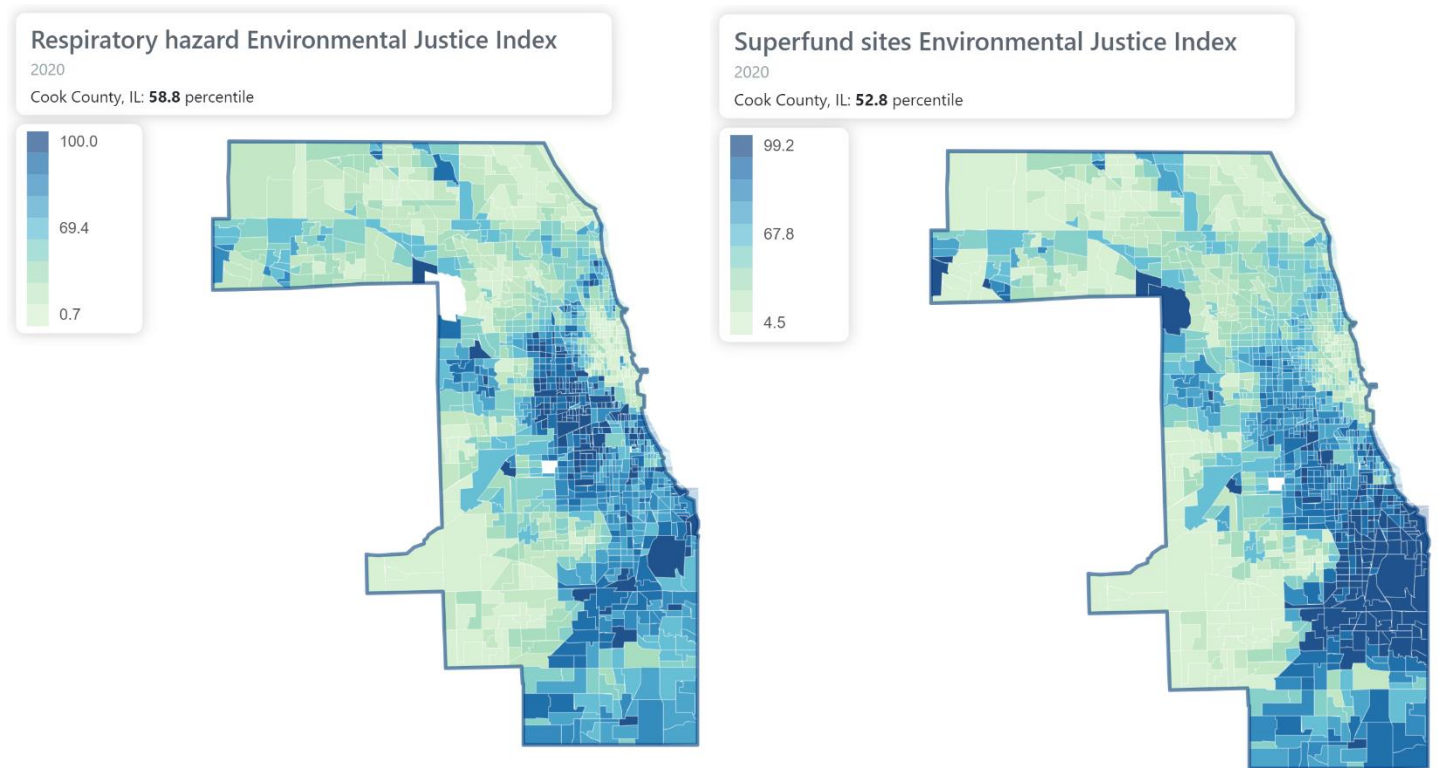 Respiratory hazard Environmental Justice Index
2020
Cook County, IL: 58.8 percentile
100.0
69.4
0.7
Superfund sites Environmental Justice Index
2020
Cook County, IL: 52.8 percentile
99.2
67.8
4.5